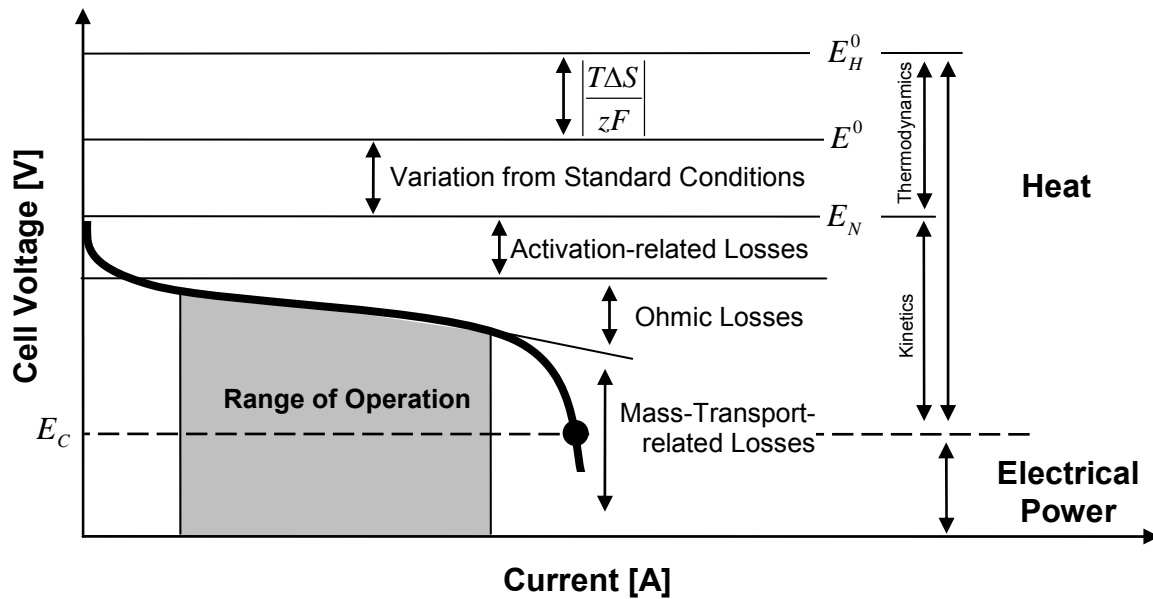 Cell Voltage [V]
E_H^0
|TΔS
zF|
E^0
Thermodynamics
Heat
Variation from Standard Conditions
E_N
Activation-related Losses
Ohmic Losses
Kinetics
Range of Operation
Mass-Transport-
related Losses
E_C
Electrical
Power
Current [A]